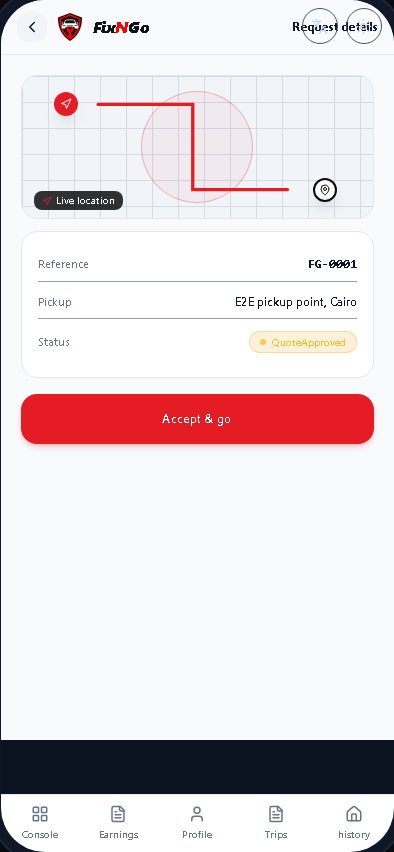 FixNGo
Request details
Live location
Reference FG-0001
Pickup E2E pickup point, Cairo
Status QuoteApproved
Accept & go
Console Earnings Profile Trips history